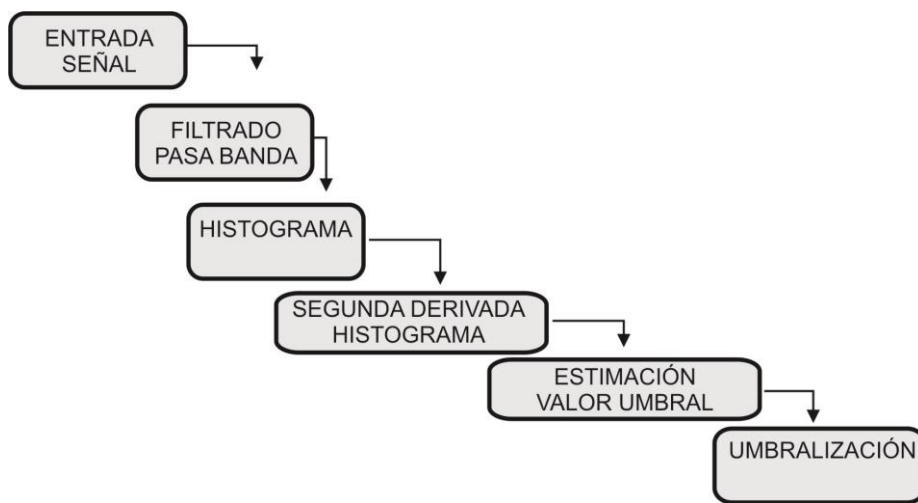 ENTRADA
SEÑAL
FILTRADO
PASA BANDA
HISTOGRAMA
SEGUNDA DERIVADA
HISTOGRAMA
ESTIMACIÓN
VALOR UMBRAL
UMBRALIZACIÓN